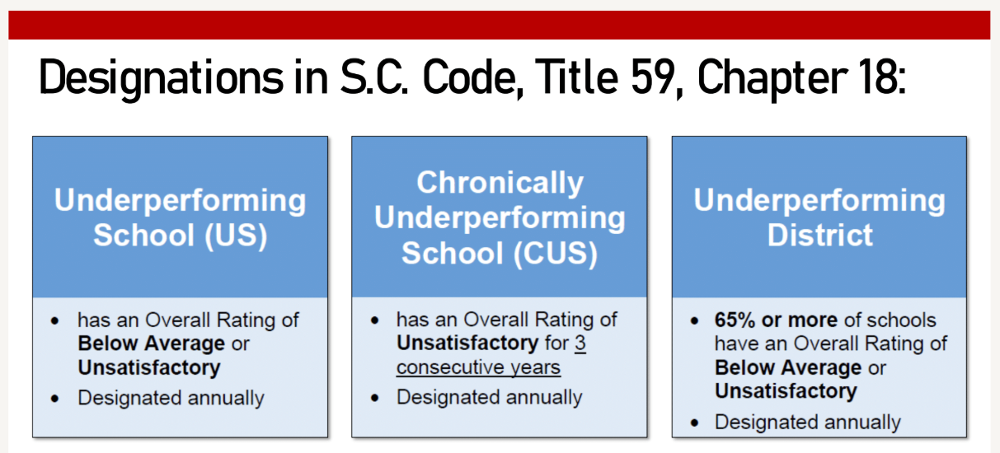 Designations in S.C. Code, Title 59, Chapter 18:
Underperforming
School (US)
• has an Overall Rating of
Below Average or
Unsatisfactory
• Designated annually
Chronically
Underperforming
School (CUS)
• has an Overall Rating of
Unsatisfactory for 3
consecutive years
• Designated annually
Underperforming
District
• 65% or more of schools
have an Overall Rating of
Below Average or
Unsatisfactory
• Designated annually